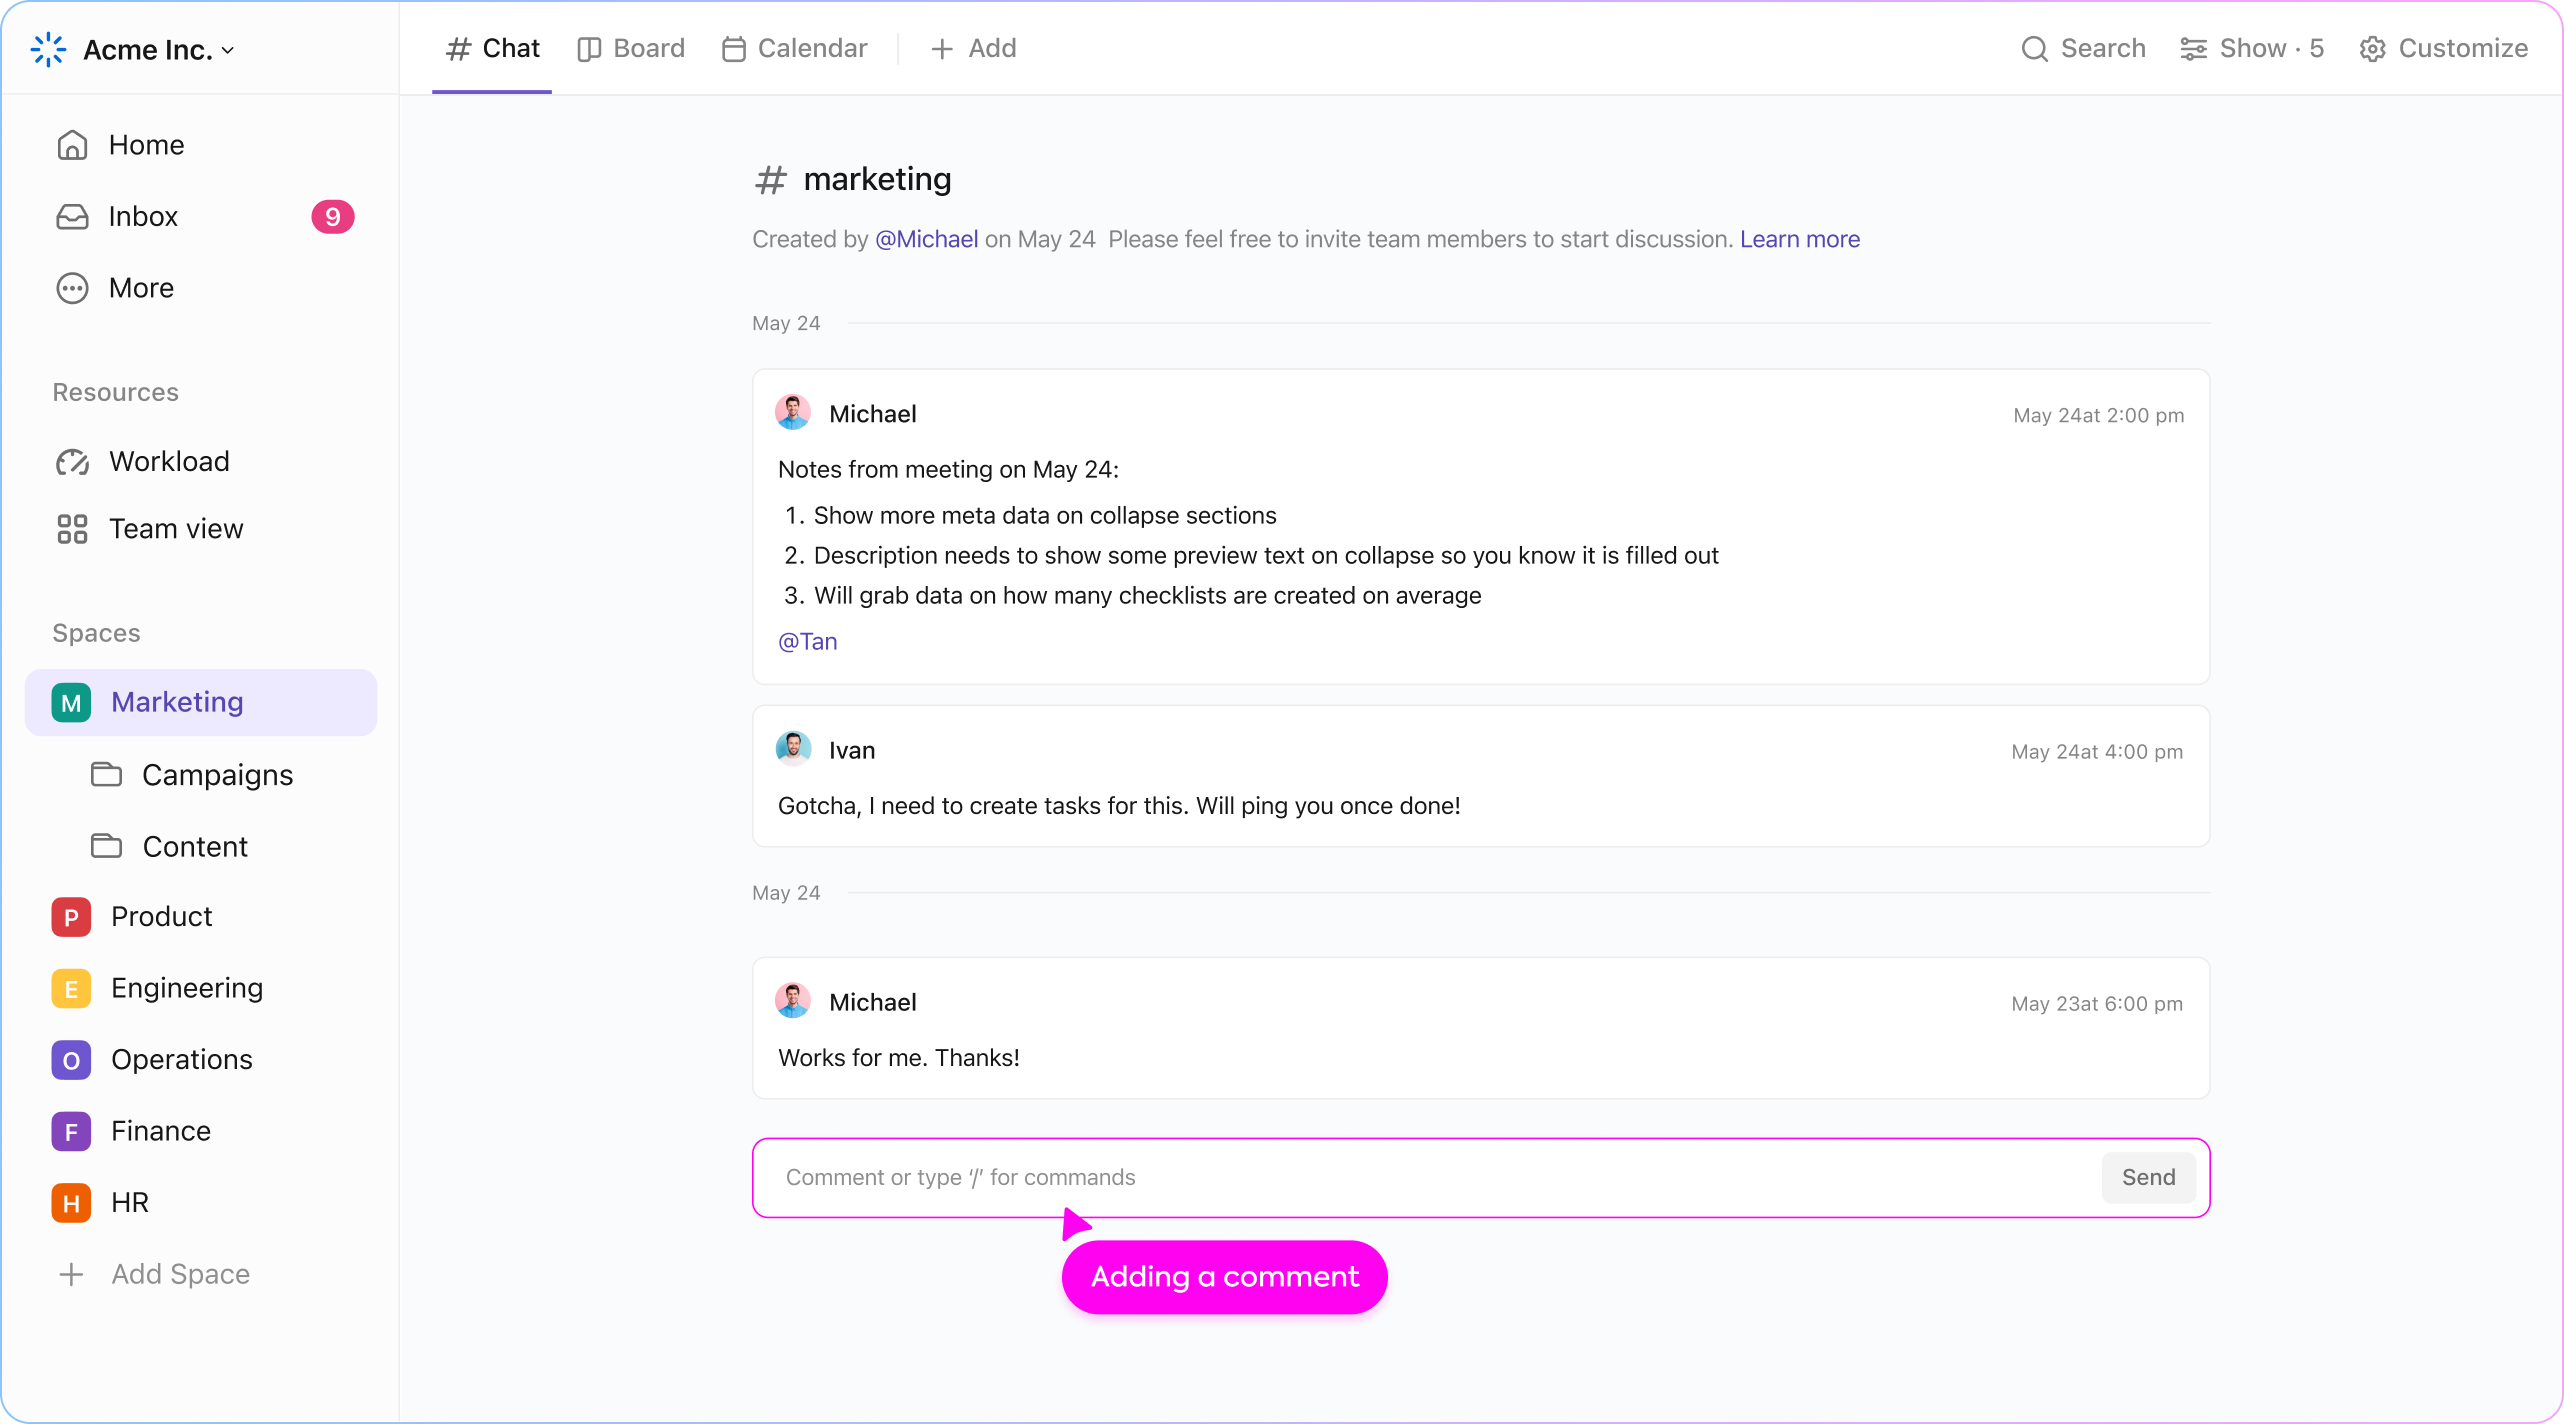 Acme Inc.
Chat
Board
Calendar
Add
Search
Show · 5
Customize
Home
Inbox
9
More
Resources
Workload
Team view
Spaces
M
Marketing
Campaigns
Content
P
Product
E
Engineering
O
Operations
F
Finance
H
HR
Add Space
# marketing
Created by @Michael on May 24 Please feel free to invite team members to start discussion. Learn more
May 24
Michael
May 24at 2:00 pm
Notes from meeting on May 24:
1. Show more meta data on collapse sections
2. Description needs to show some preview text on collapse so you know it is filled out
3. Will grab data on how many checklists are created on average
@Tan
Ivan
May 24at 4:00 pm
Gotcha, I need to create tasks for this. Will ping you once done!
May 24
Michael
May 23at 6:00 pm
Works for me. Thanks!
Comment or type ‘/’ for commands
Send
Adding a comment